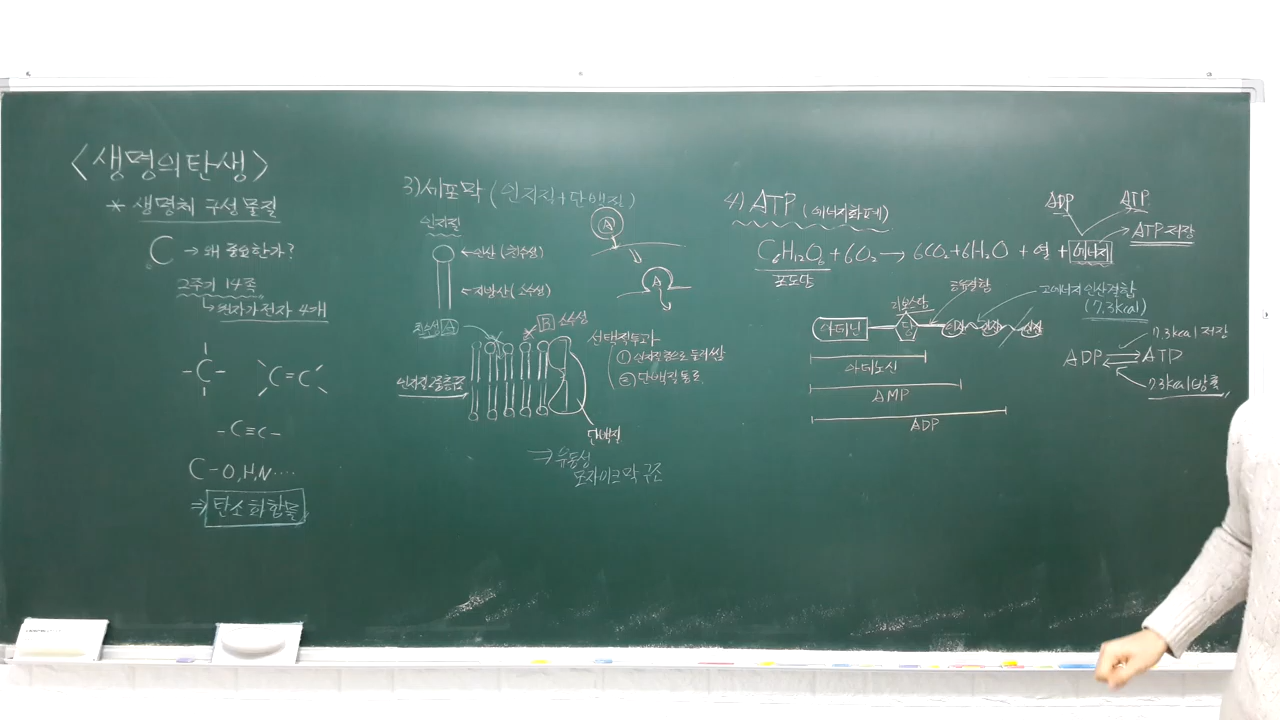 <생명의 탄생>
* 생명체 구성물질
C → 왜 중요한가?
2주기 14족
↳ 원자가 전자 4개
-C-
C=C
-C≡C-
C-O,H,N....
⇒ 탄소화합물
3) 세포막 (인지질+단백질)
인지질
←인산 (친수성)
←지방산 (소수성)
친수성 A
B 소수성
A
A
인지질 2중층
선택적투과
① 인지질
② 단백질 통로
단백질
⇒ 유동성
모자이크막 구조
4) ATP (에너지화폐)
ADP ATP
C₆H₁₂O₆+6O₂ → 6CO₂+6H₂O + 열 + 에너지 → ATP 저장
포도당
리보스당
고에너지 인산결합
(7.3kcal)
아데닌 당 인산 인산 인산
아데노신
AMP
ADP
7.3kcal 저장
ADP ⇄ ATP
7.3kcal 방출